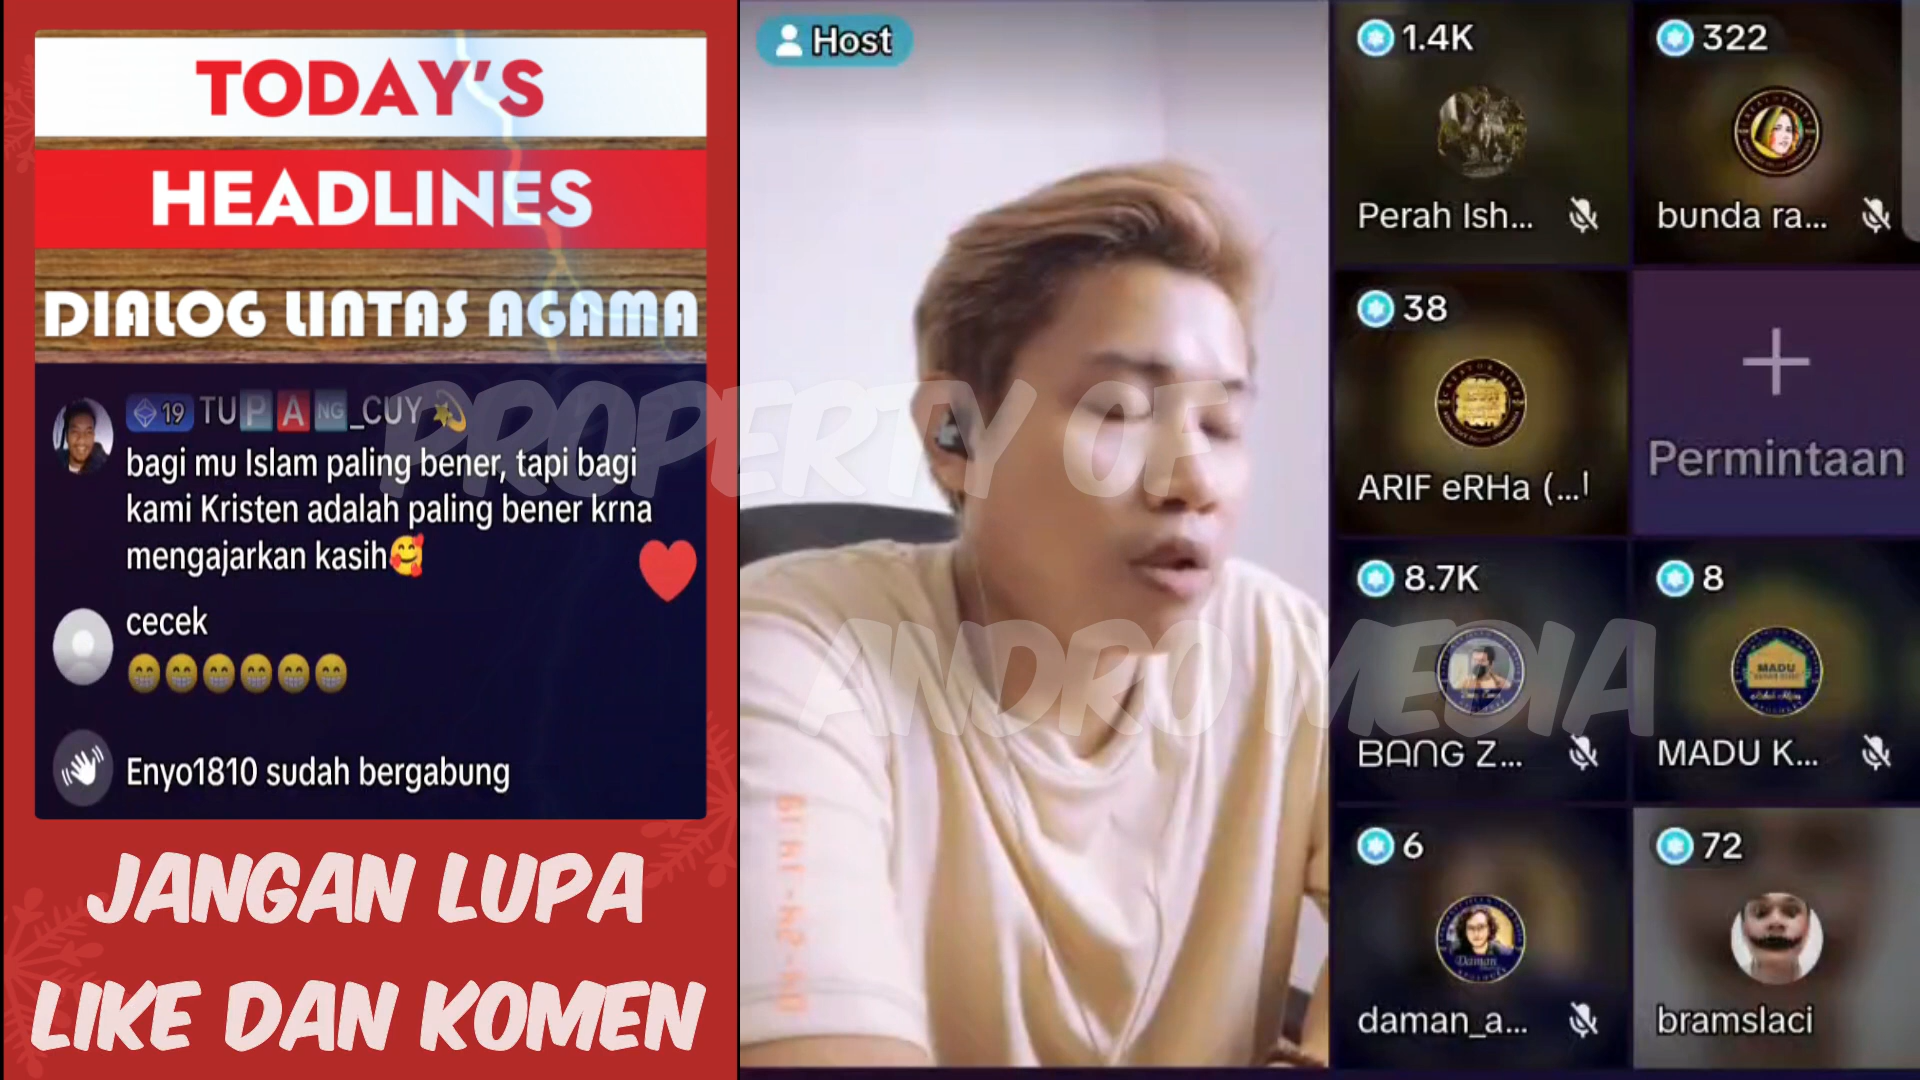 TODAY'S
HEADLINES
DIALOG LINTAS AGAMA
19 TUPANG_CUY💫
bagi mu Islam paling bener, tapi bagi
kami Kristen adalah paling bener krna
mengajarkan kasih🥰
cecek
😁😁😁😁😁😁
Enyo1810 sudah bergabung
JANGAN LUPA
LIKE DAN KOMEN
PROPERTY OF
ANDRO MEDIA
Host
1.4K
Perah Ish...
322
bunda ra...
38
ARIF eRHa (...!
Permintaan
8.7K
BANG Z...
8
MADU
MADU K...
6
Daman
daman_a...
72
bramslaci